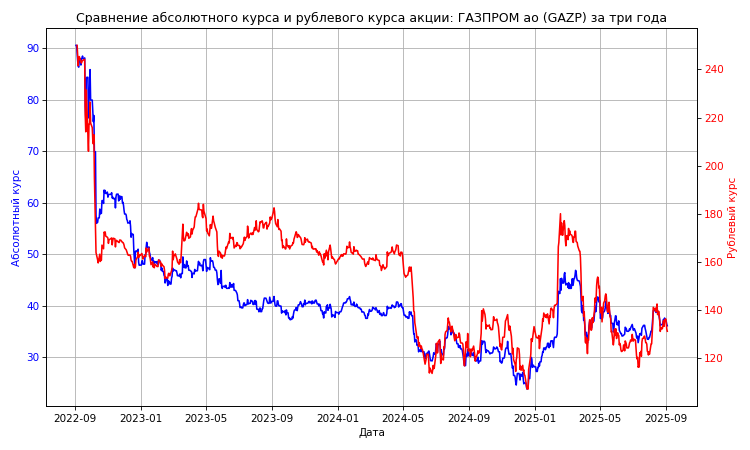 Сравнение абсолютного курса и рублевого курса акции: ГАЗПРОМ ао (GAZP) за три года
90
80
70
60
50
40
30
Абсолютный курс
240
220
200
180
160
140
120
Рублевый курс
2022-09 2023-01 2023-05 2023-09 2024-01 2024-05 2024-09 2025-01 2025-05 2025-09
Дата